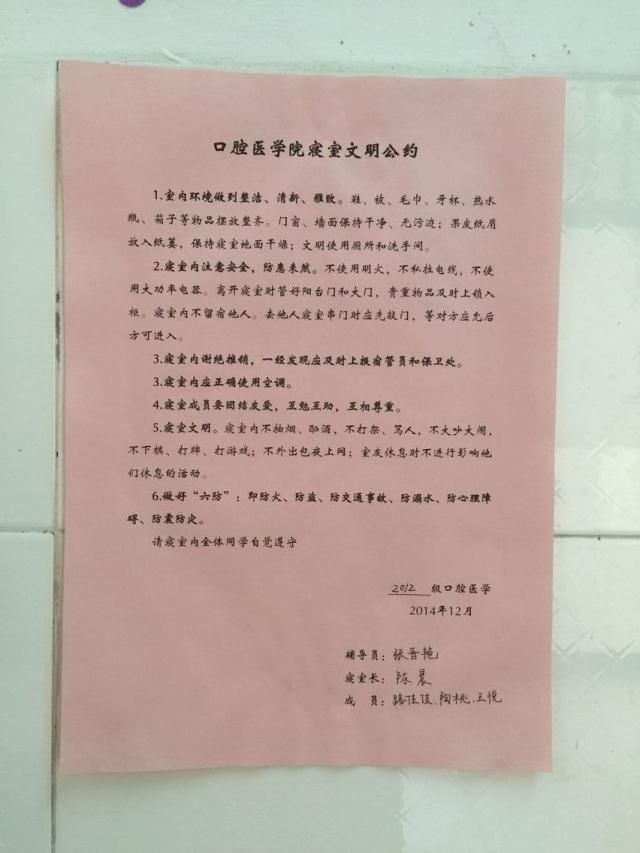 口腔医学院寝室文明公约
1.室内环境做到整洁、清新、雅致。鞋、被、毛巾、牙杯、热水
瓶、箱子等物品摆放整齐。门窗、墙面保持干净、无污迹；果皮纸屑
放入纸篓，保持寝室地面干燥；文明使用厕所和洗手间。
2.寝室内注意安全，防患未然。不使用明火，不私拉电线，不使
用大功率电器。离开寝室时管好阳台门和大门，贵重物品及时上锁入
柜。寝室内不留宿他人。去他人寝室串门时应先敲门，等对方应先后
方可进入。
3.寝室内谢绝推销，一经发现应及时上报宿管员和保卫处。
3.寝室内应正确使用空调。
4.寝室成员要团结友爱，互勉互助，互相尊重。
5.寝室文明。寝室内不抽烟、酗酒，不打架、骂人，不大吵大闹，
不下棋、打牌、打游戏；不外出包夜上网；室友休息时不进行影响他
们休息的活动。
6.做好“六防”：即防火、防盗、防交通事故、防溺水、防心理障
碍、防震防灾。
请寝室内全体同学自觉遵守
2012 级口腔医学
2014年12月
辅导员：张晋艳
寝室长：陈晨
成 员：路佳佳、陶桃、王悦